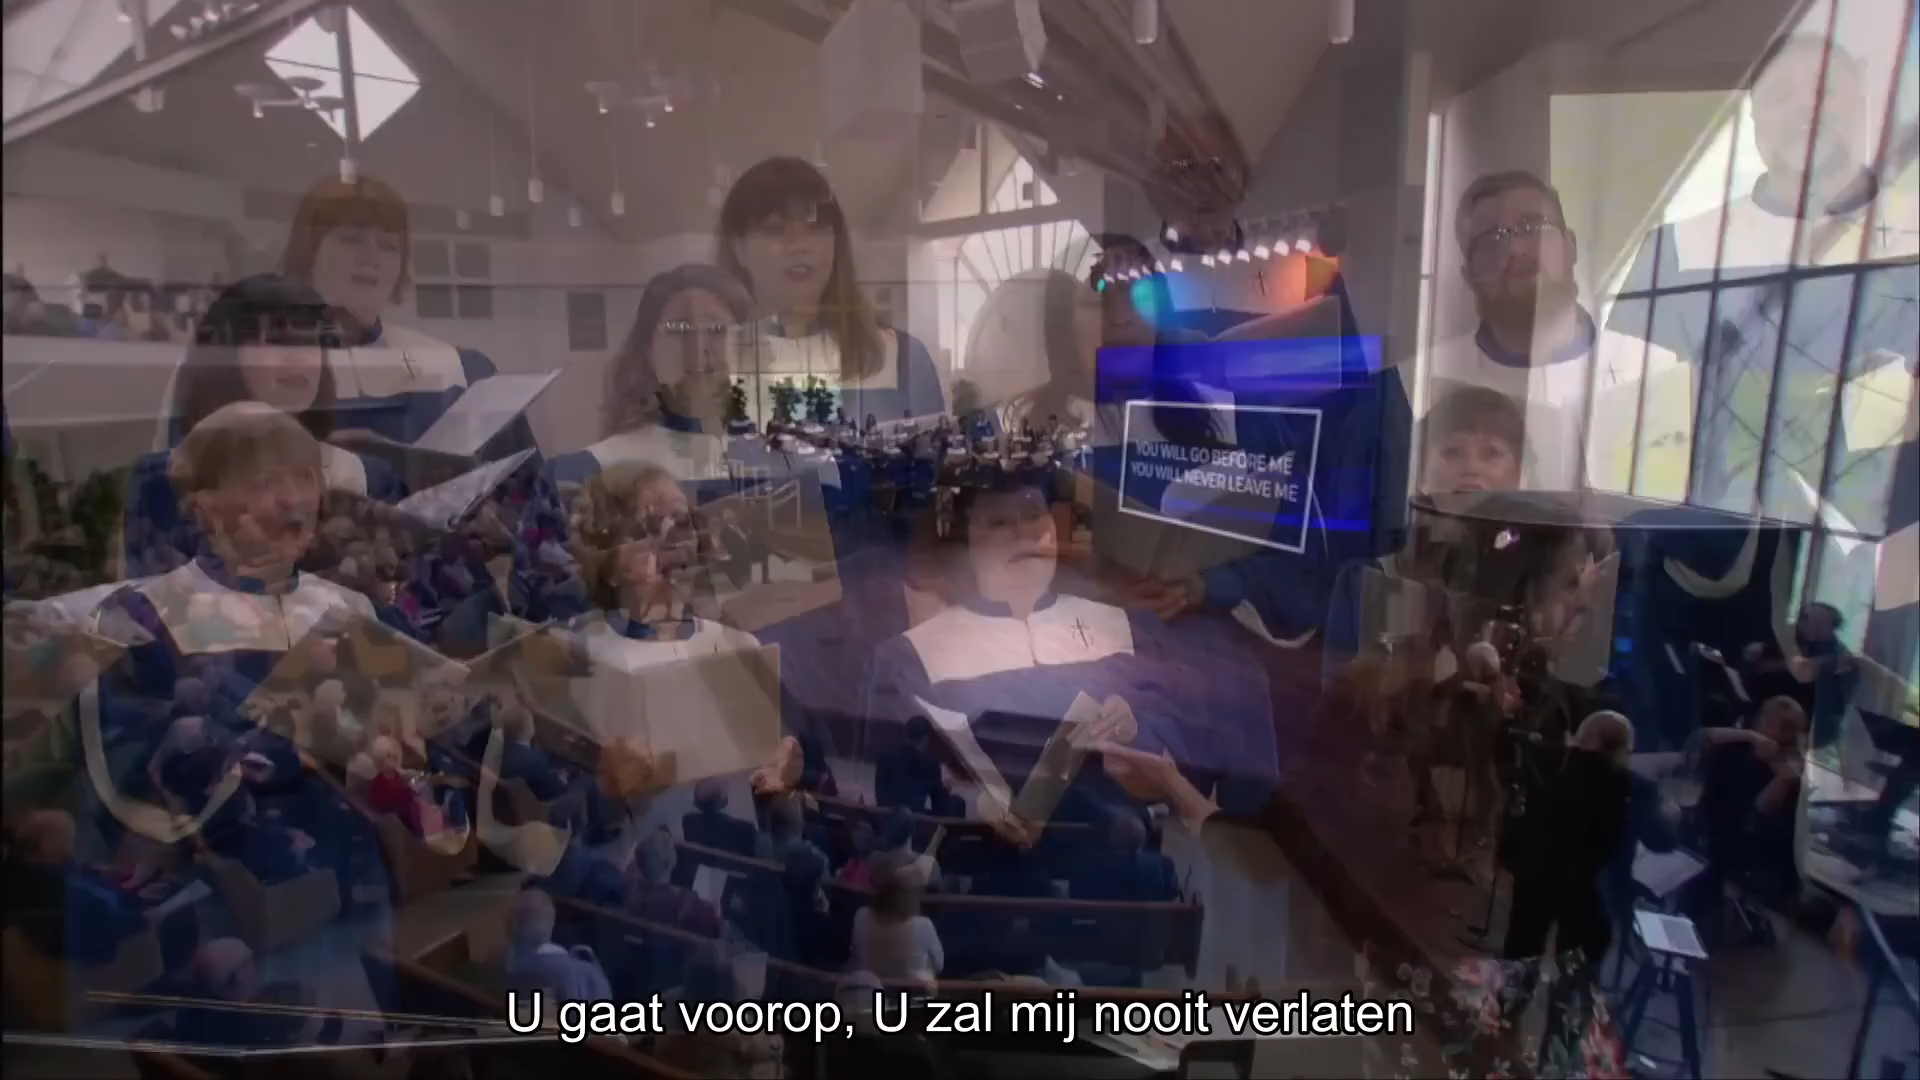 YOU WILL GO BEFORE ME
YOU WILL NEVER LEAVE ME
U gaat voorop, U zal mij nooit verlaten